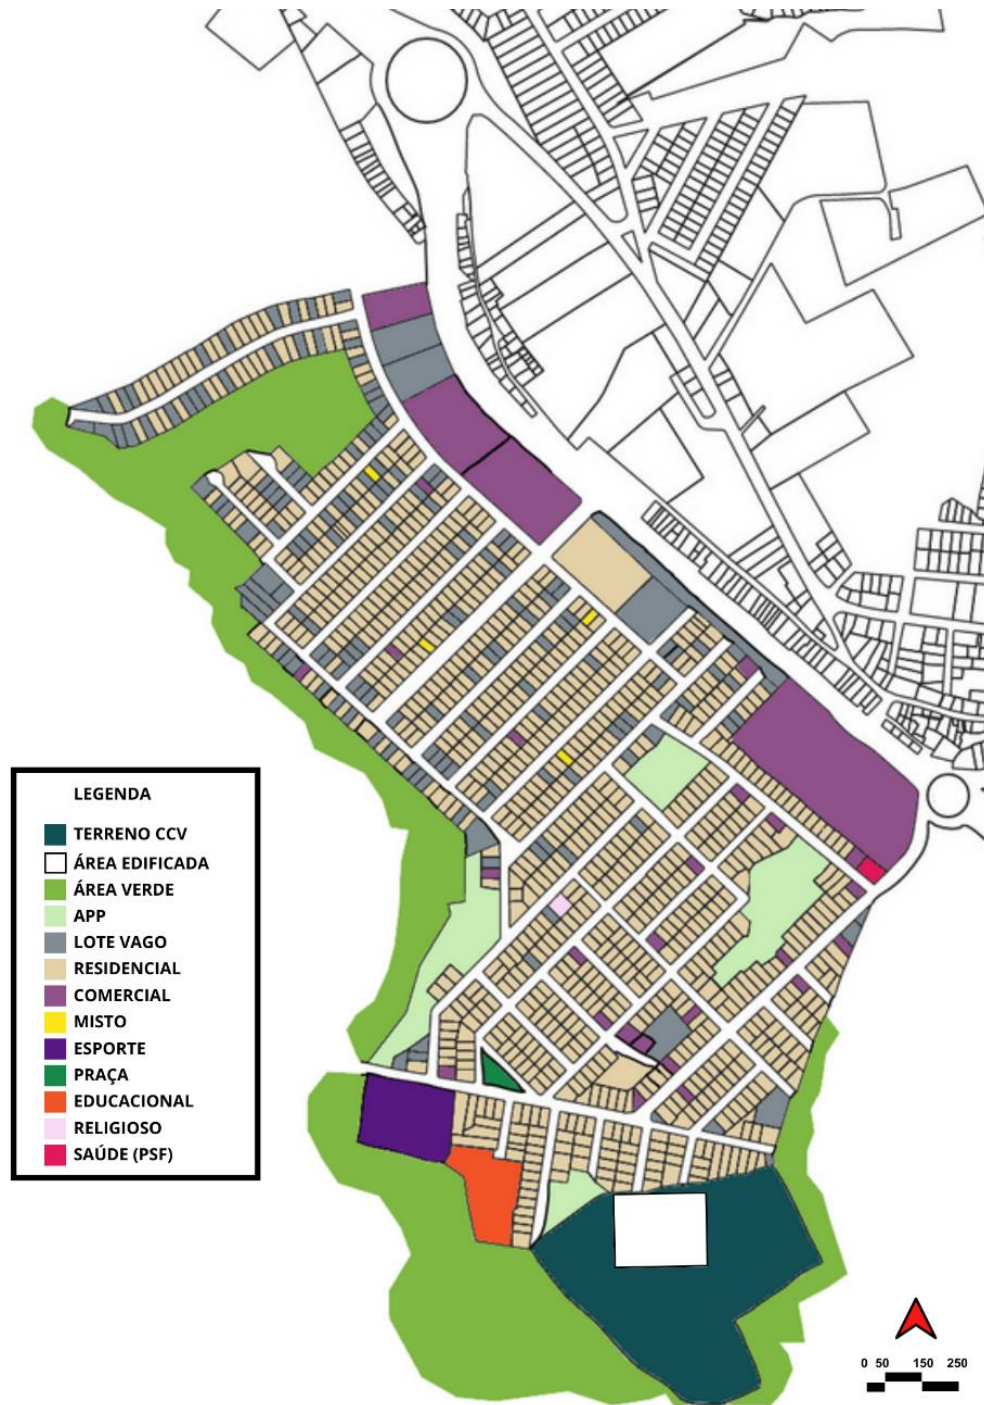 LEGENDA
TERRENO CCV
ÁREA EDIFICADA
ÁREA VERDE
APP
LOTE VAGO
RESIDENCIAL
COMERCIAL
MISTO
ESPORTE
PRAÇA
EDUCACIONAL
RELIGIOSO
SAÚDE (PSF)
0 50 150 250